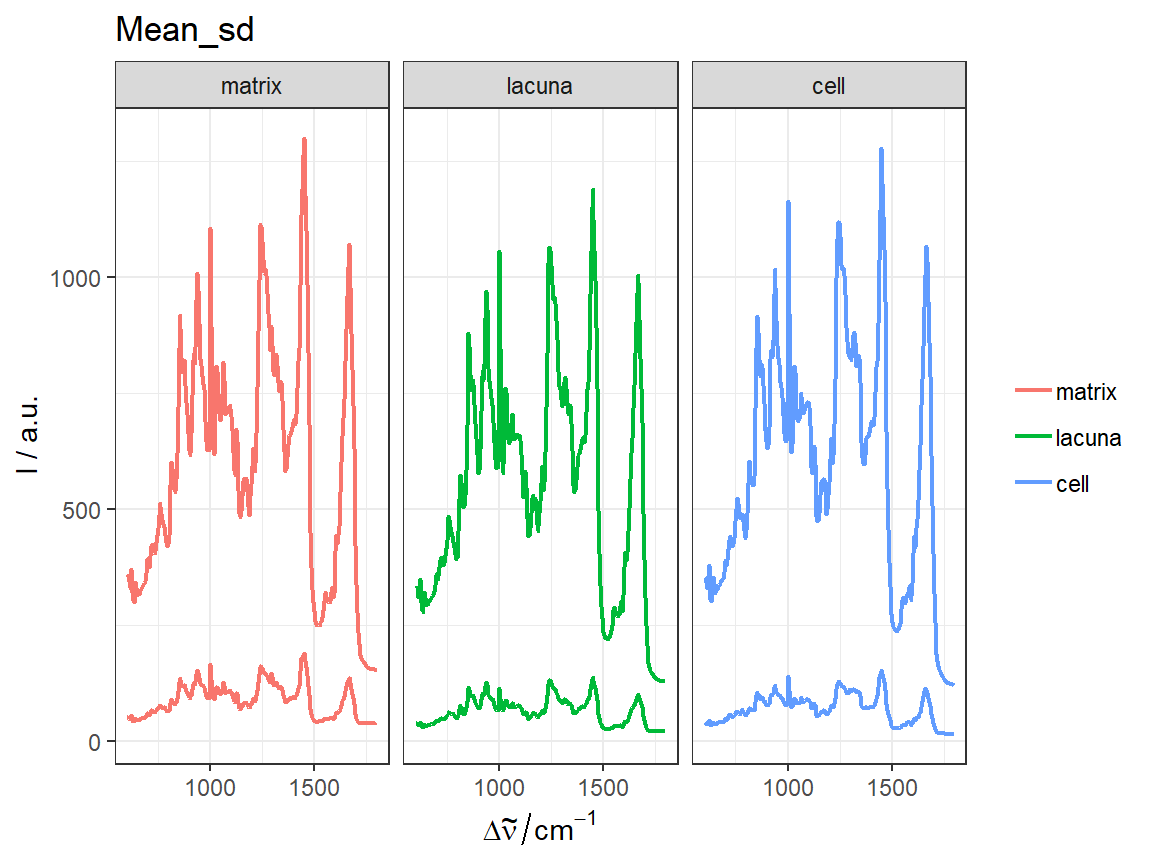 Mean_sd
matrix
lacuna
cell
1000
500
0
I / a.u.
1000 1500
1000 1500
1000 1500
Δν̃/cm⁻¹
matrix
lacuna
cell